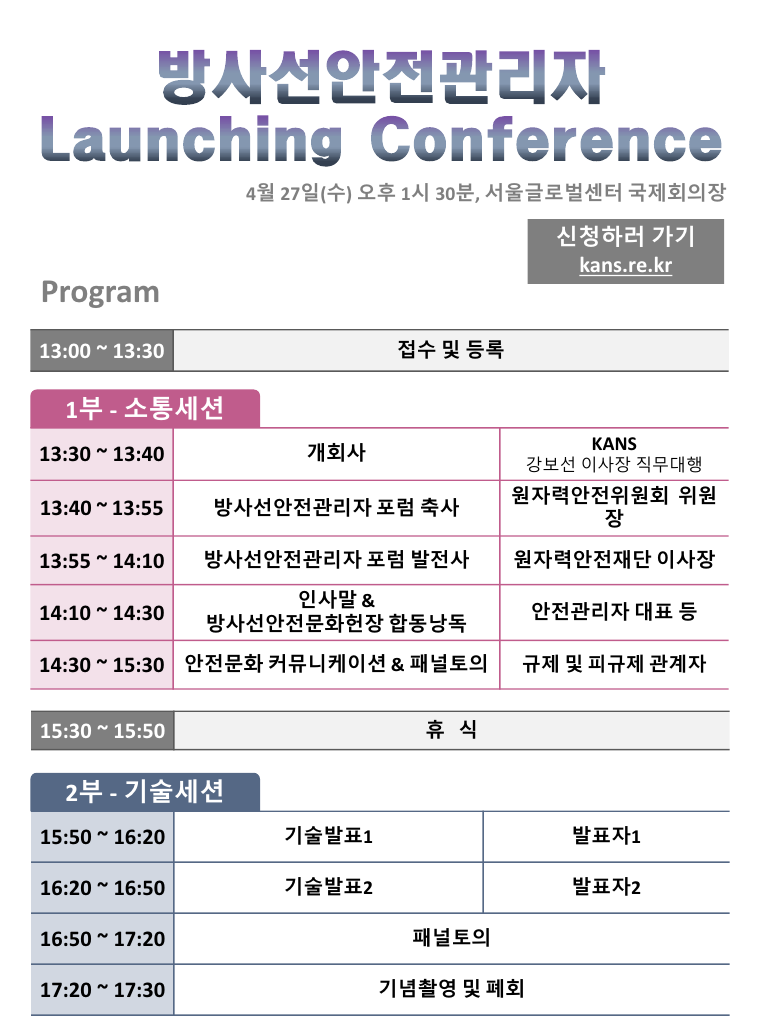 방사선안전관리자
Launching Conference
4월 27일(수) 오후 1시 30분, 서울글로벌센터 국제회의장
신청하러 가기
kans.re.kr
Program
13:00 ~ 13:30 접수 및 등록
1부 - 소통세션
13:30 ~ 13:40 개회사 KANS
강보선 이사장 직무대행
13:40 ~ 13:55 방사선안전관리자 포럼 축사 원자력안전위원회 위원
장
13:55 ~ 14:10 방사선안전관리자 포럼 발전사 원자력안전재단 이사장
14:10 ~ 14:30 인사말 &
방사선안전문화헌장 합동낭독 안전관리자 대표 등
14:30 ~ 15:30 안전문화 커뮤니케이션 & 패널토의 규제 및 피규제 관계자
15:30 ~ 15:50 휴 식
2부 - 기술세션
15:50 ~ 16:20 기술발표1 발표자1
16:20 ~ 16:50 기술발표2 발표자2
16:50 ~ 17:20 패널토의
17:20 ~ 17:30 기념촬영 및 폐회